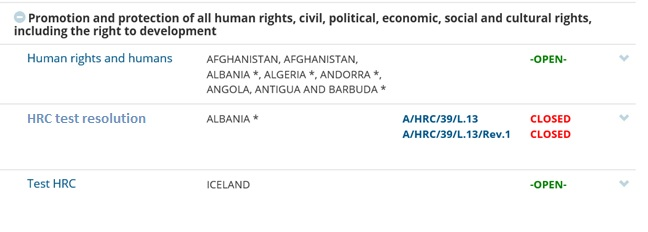 Promotion and protection of all human rights, civil, political, economic, social and cultural rights,
including the right to development
Human rights and humans
AFGHANISTAN, AFGHANISTAN,
ALBANIA *, ALGERIA *, ANDORRA *,
ANGOLA, ANTIGUA AND BARBUDA *
-OPEN-
HRC test resolution
ALBANIA *
A/HRC/39/L.13 CLOSED
A/HRC/39/L.13/Rev.1 CLOSED
Test HRC
ICELAND
-OPEN-